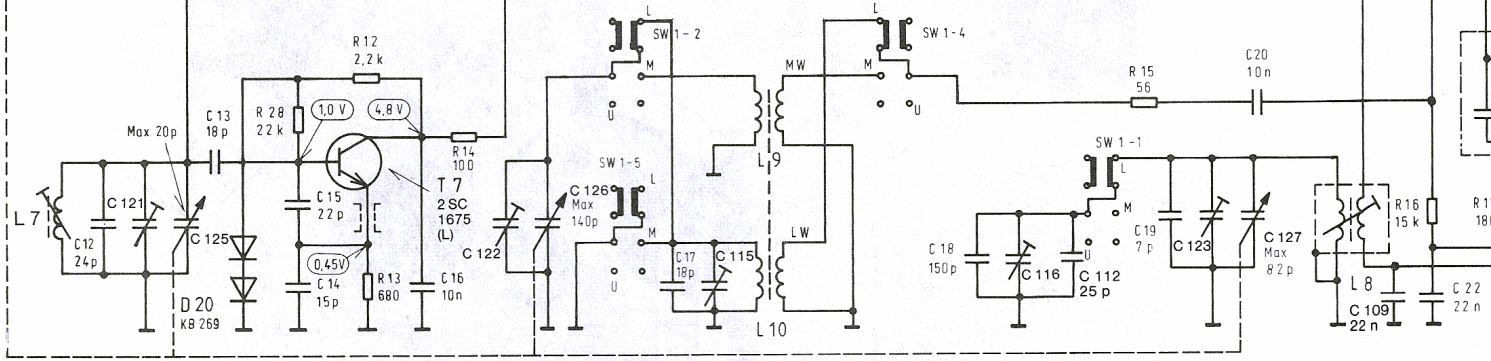 L
SW 1-2
M
U
L
SW 1-4
MW
M
U
R 12
2,2 k
C 20
10 n
R 15
56
C 13
18 p
R 28
22 k
1,0 V
4,8 V
Max 20p
R 14
100
SW 1-5
L
L 9
SW 1-1
L
L 7
C 121
C 12
24 p
C 125
C 15
22 p
T 7
2 SC
1675
(L)
C 126
Max
140p
C 122
M
U
LW
C 17
18p
C 115
L 10
M
U
C 18
150p
C 116
C 112
25 p
C 19
7 p
C 123
C 127
Max
82p
R 16
15 k
L 8
D 20
KB 269
0,45V
C 14
15 p
R 13
680
C 16
10n
C 109
22 n
C 22
22 n